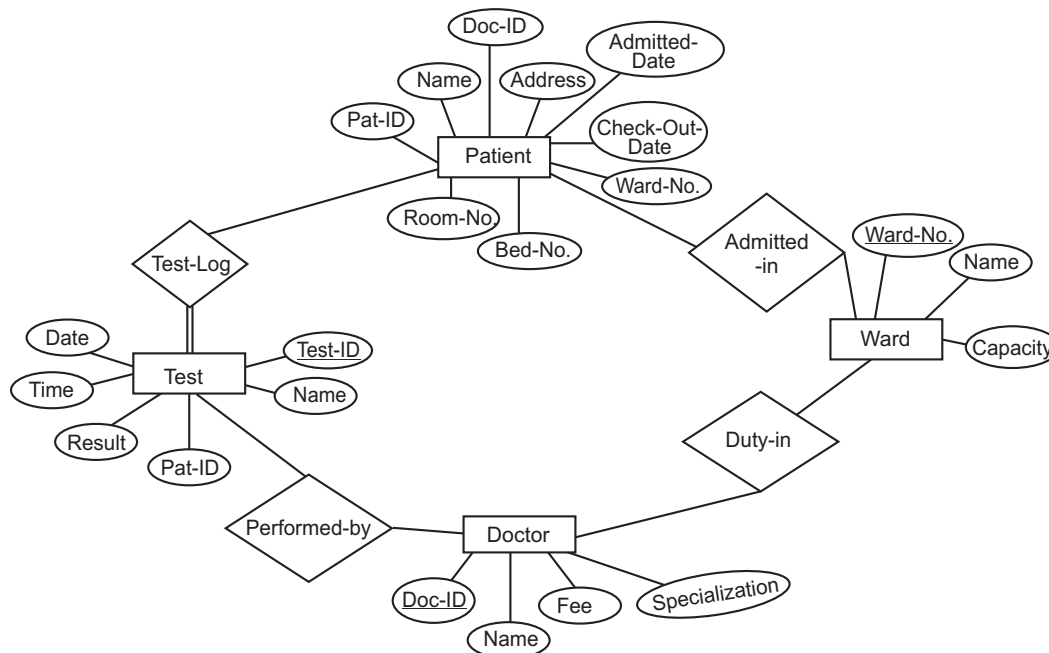 Doc-ID
Admitted-
Date
Name
Address
Pat-ID
Check-Out-
Date
Patient
Ward-No.
Room-No.
Bed-No.
Test-Log
Admitted
-in
Ward-No.
Name
Ward
Capacity
Date
Test-ID
Time
Test
Name
Result
Pat-ID
Duty-in
Performed-by
Doctor
Doc-ID
Name
Fee
Specialization